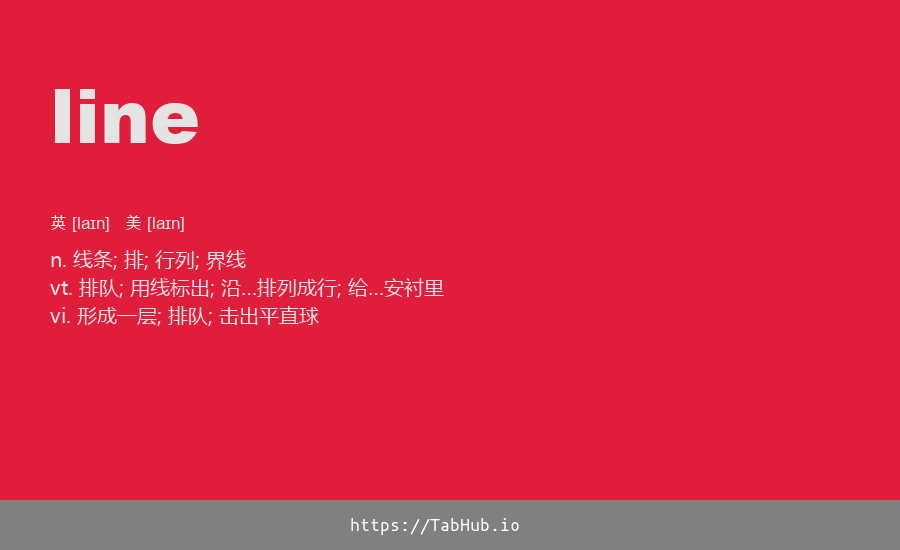 line
英 [laɪn] 美 [laɪn]
n. 线条; 排; 行列; 界线
vt. 排队; 用线标出; 沿...排列成行; 给...安衬里
vi. 形成一层; 排队; 击出平直球
https://TabHub.io